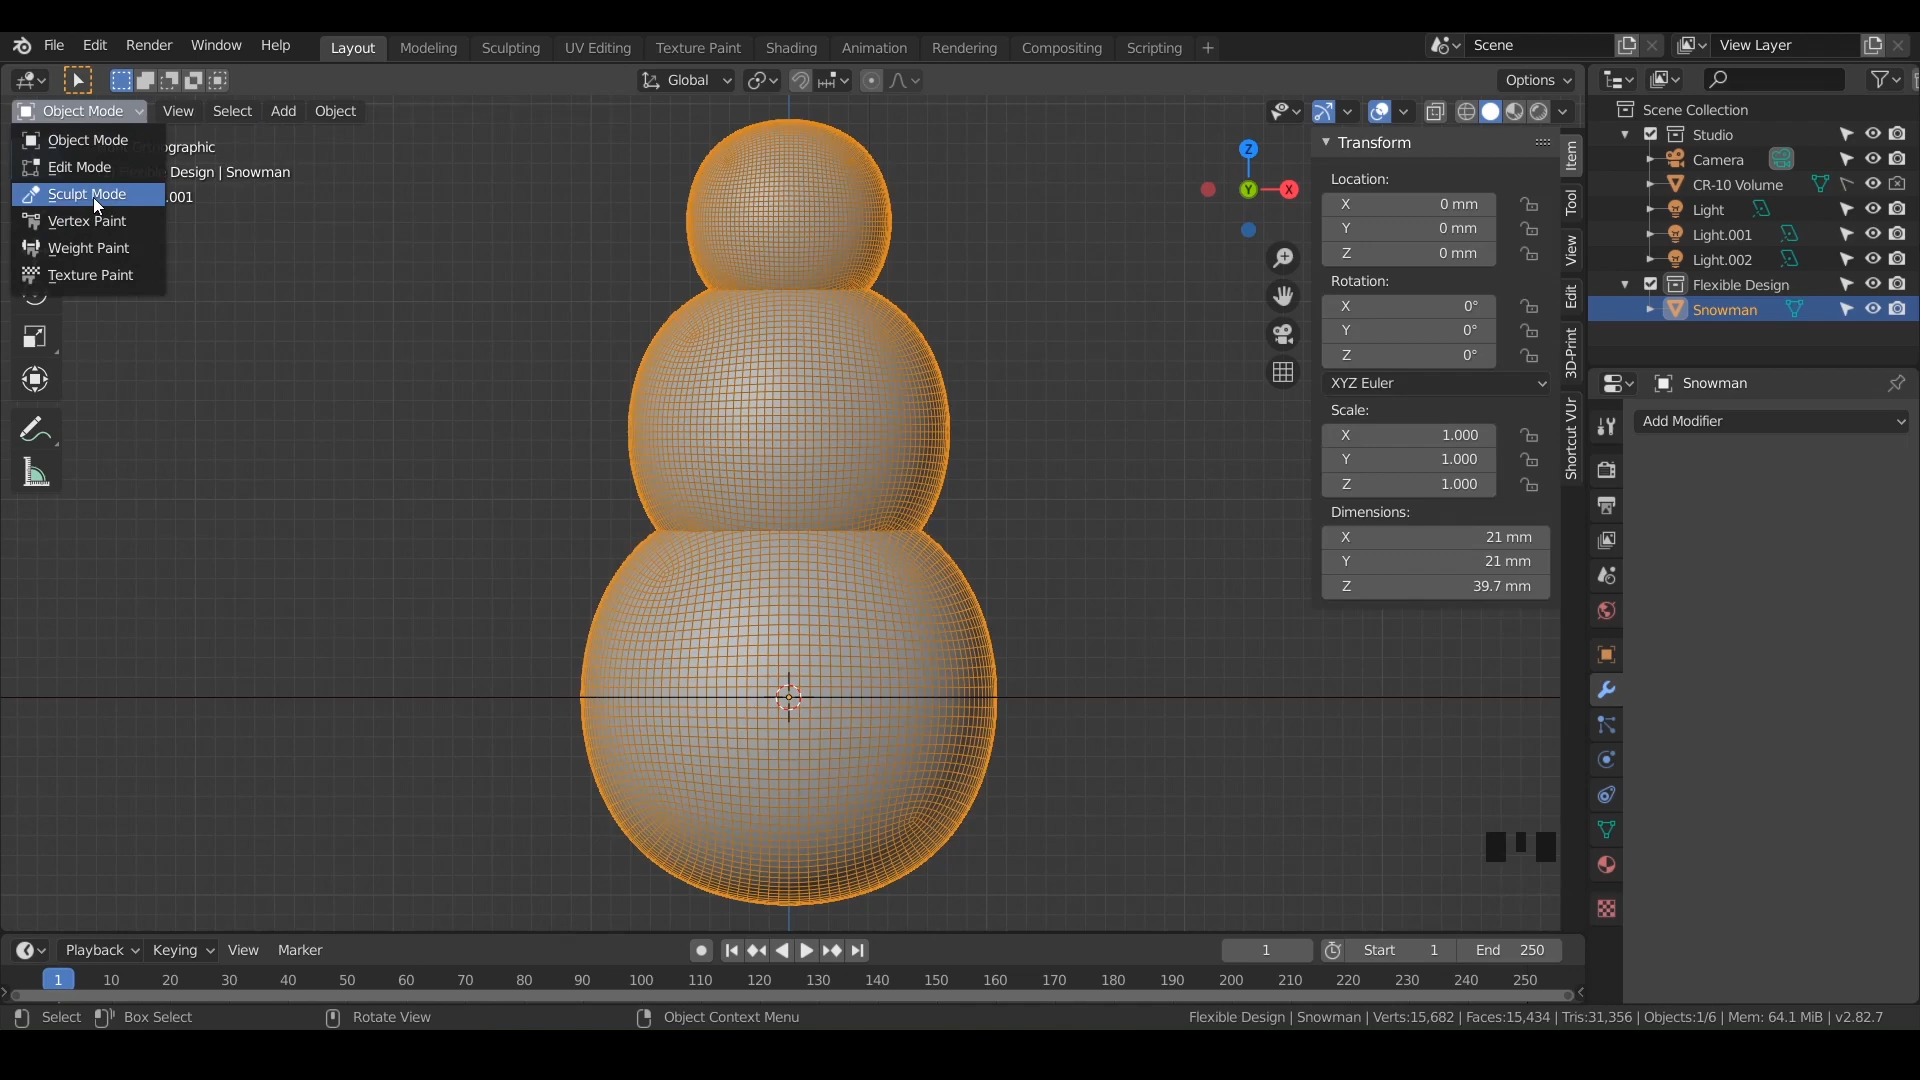 File Edit Render Window Help Layout Modeling Sculpting UV Editing Texture Paint Shading Animation Rendering Compositing Scripting + Scene View Layer
Global Options
Object Mode View Select Add Object
Object Mode
Edit Mode
Sculpt Mode
Vertex Paint
Weight Paint
Texture Paint
ographic
Design | Snowman
.001
Z
Y
X
Transform
Location:
X 0 mm
Y 0 mm
Z 0 mm
Rotation:
X 0°
Y 0°
Z 0°
XYZ Euler
Scale:
X 1.000
Y 1.000
Z 1.000
Dimensions:
X 21 mm
Y 21 mm
Z 39.7 mm
Item
Tool
View
Edit
3D-Print
Shortcut VUr
Scene Collection
Studio
Camera
CR-10 Volume
Light
Light.001
Light.002
Flexible Design
Snowman
Snowman
Add Modifier
Playback Keying View Marker 1 Start 1 End 250
1 10 20 30 40 50 60 70 80 90 100 110 120 130 140 150 160 170 180 190 200 210 220 230 240 250
Select Box Select Rotate View Object Context Menu Flexible Design | Snowman | Verts:15,682 | Faces:15,434 | Tris:31,356 | Objects:1/6 | Mem: 64.1 MiB | v2.82.7